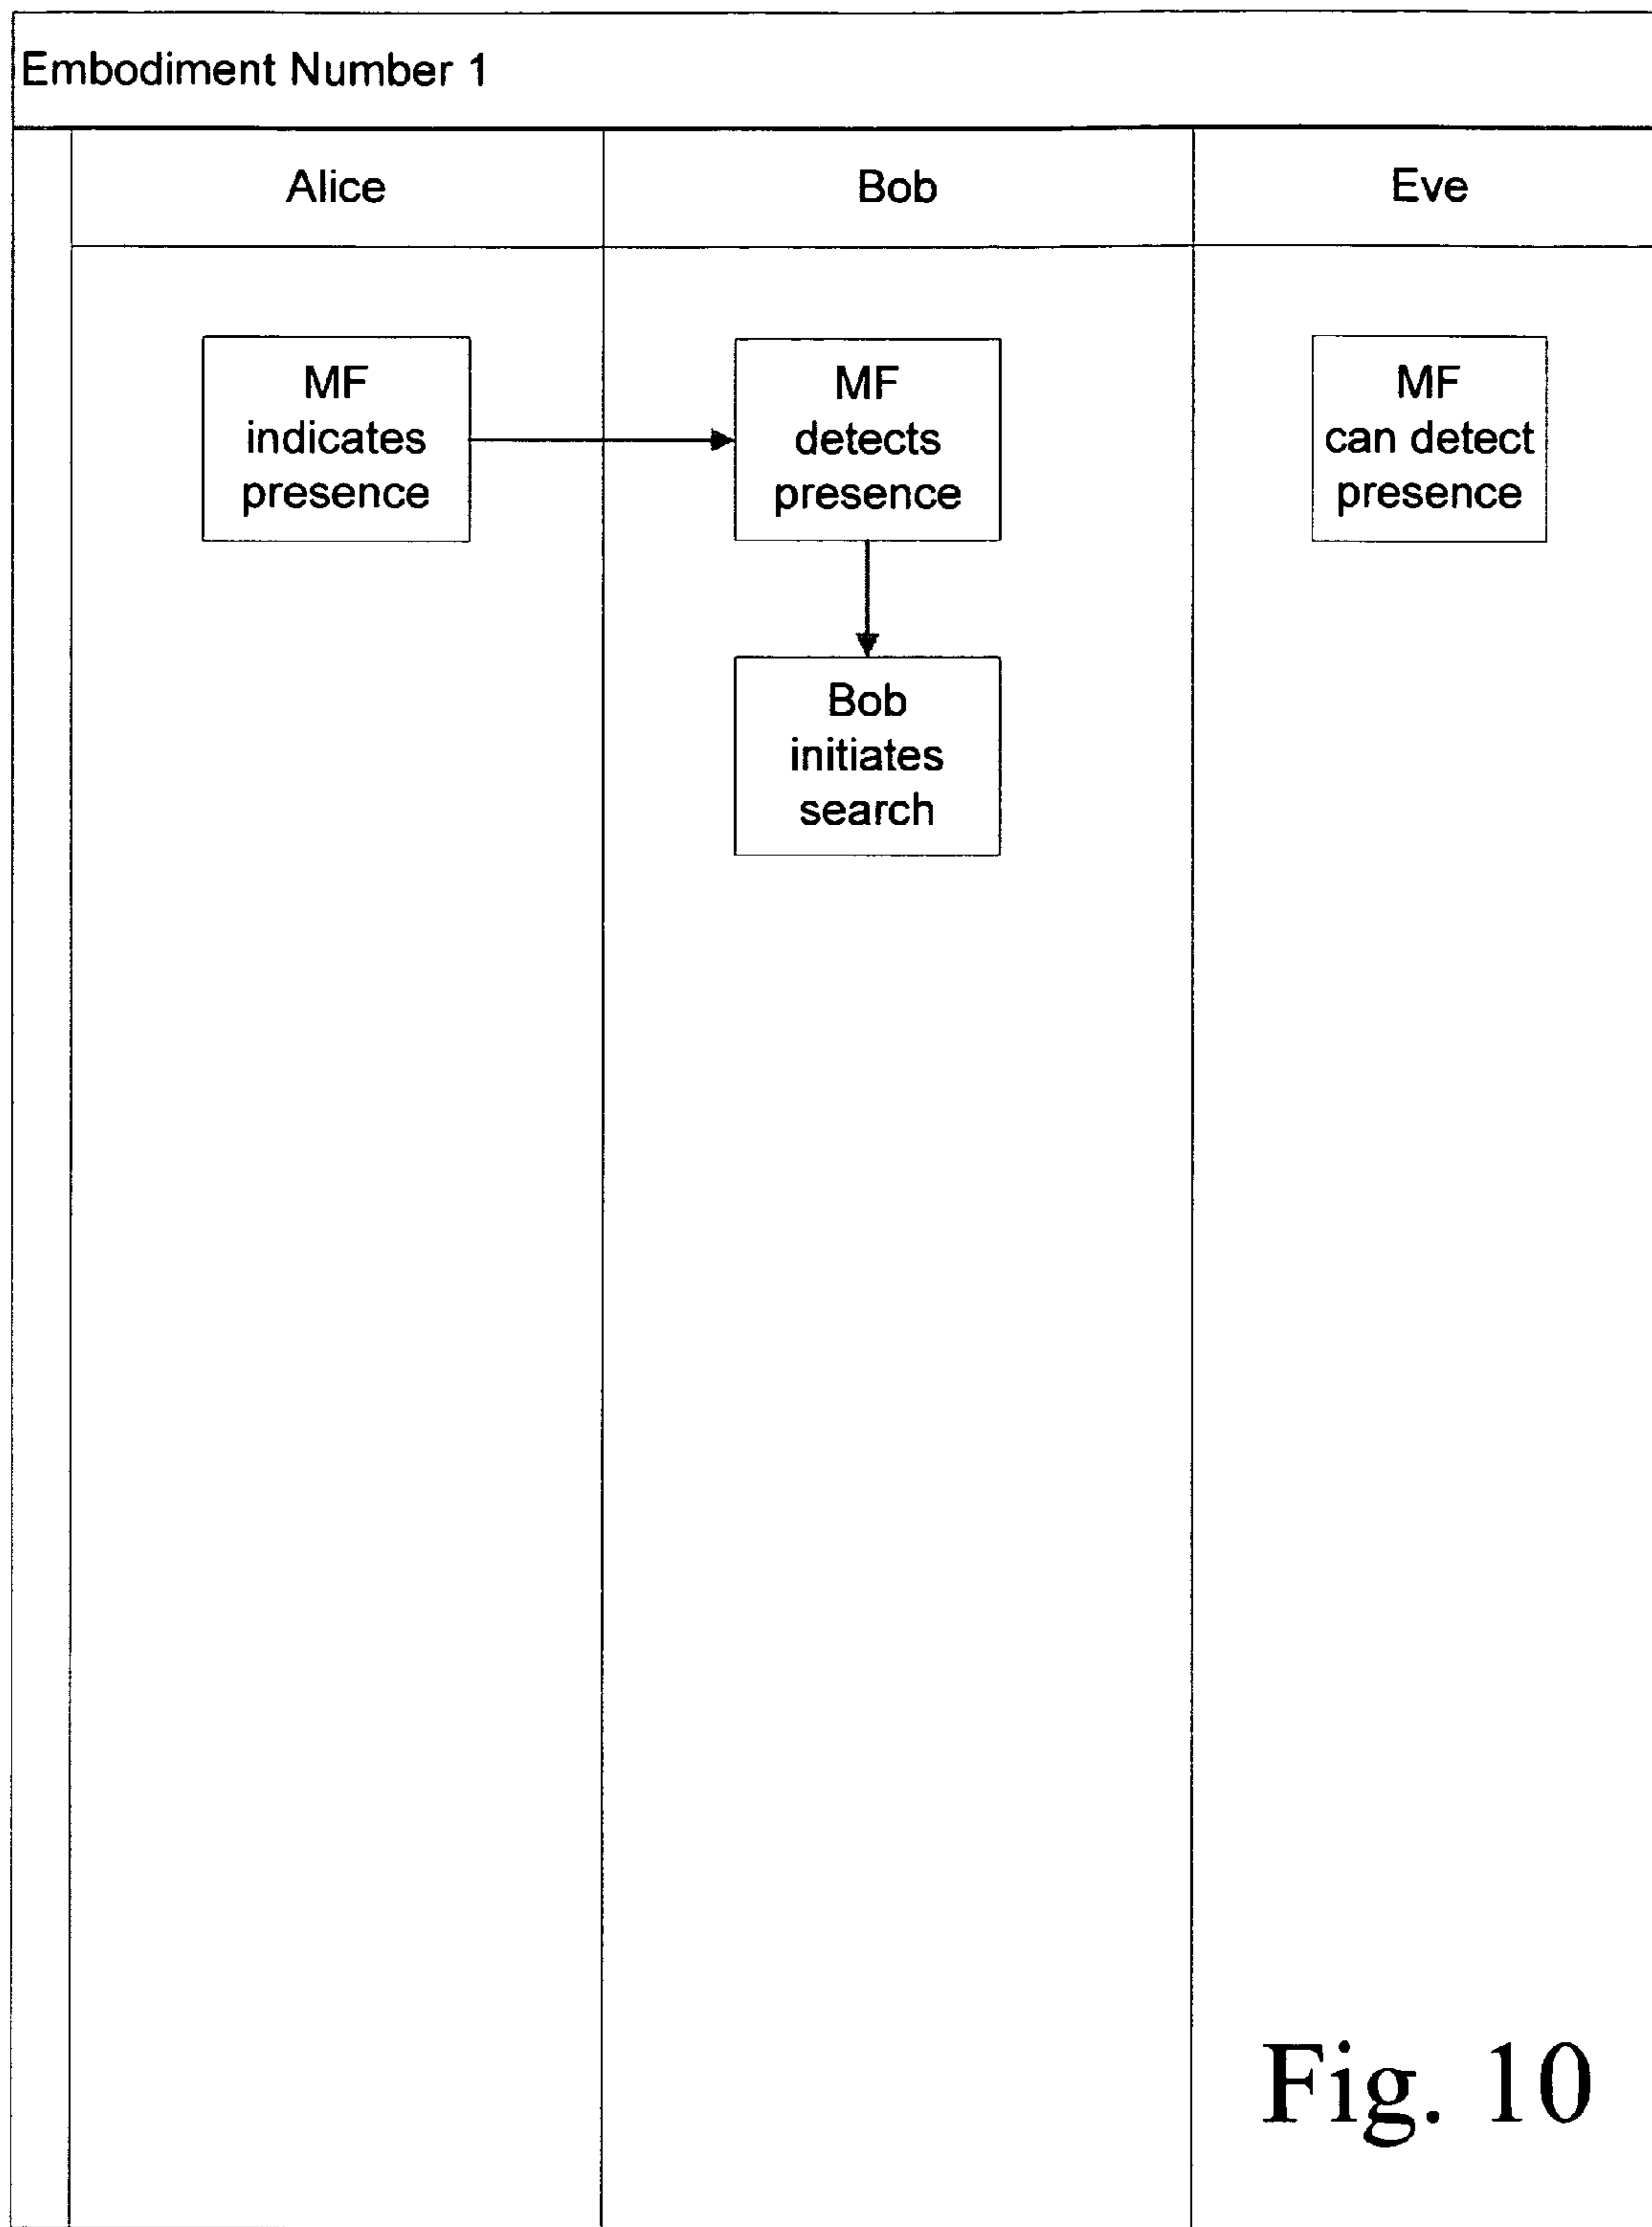 Embodiment Number 1
Alice
Bob
Eve
MF
indicates
presence
MF
detects
presence
MF
can detect
presence
Bob
initiates
search
Fig. 10